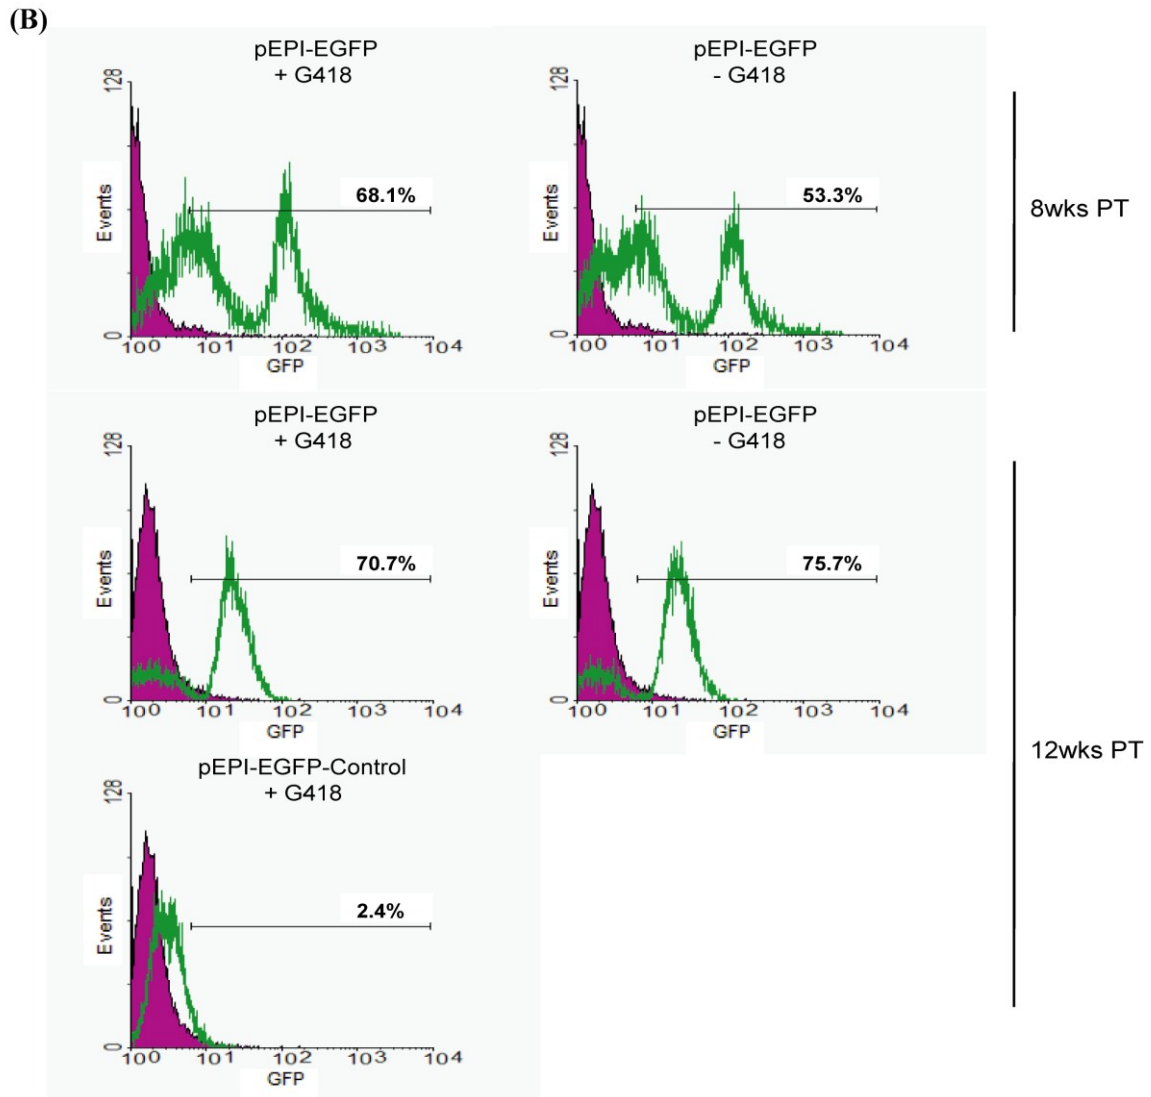 (B)
pEPI-EGFP
+ G418
128
Events
0
68.1%
100 101 102 103 104
GFP
pEPI-EGFP
- G418
128
Events
0
53.3%
100 101 102 103 104
GFP
8wks PT
pEPI-EGFP
+ G418
128
Events
0
70.7%
100 101 102 103 104
GFP
pEPI-EGFP
- G418
128
Events
0
75.7%
100 101 102 103 104
GFP
12wks PT
pEPI-EGFP-Control
+ G418
128
Events
0
2.4%
100 101 102 103 104
GFP